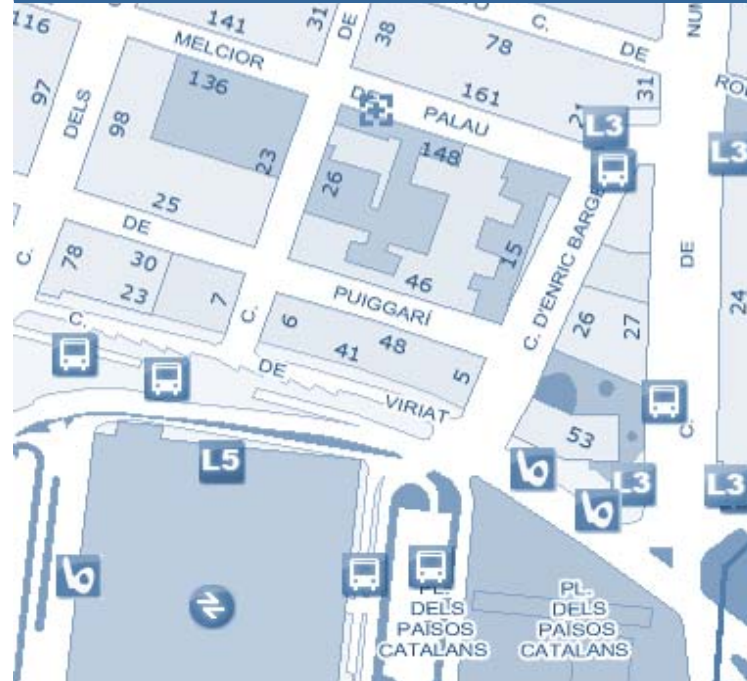 116
141
31
DE
38
C.
DE
78
NUM
MELCIOR
136
97
DELS
98
DE
161
31
PALAU
21
L3
L3
148
23
26
25
DE
C. D'ENRIC BARGE
15
DE
78
30
23
7
C.
C.
46
PUIGGARÍ
24
C.
6
41
48
5
26
27
DE
VIRIAT
C.
53
L5
L3
L3
PL.
DELS
PAÏSOS
CATALANS
PL.
DELS
PAÏSOS
CATALANS